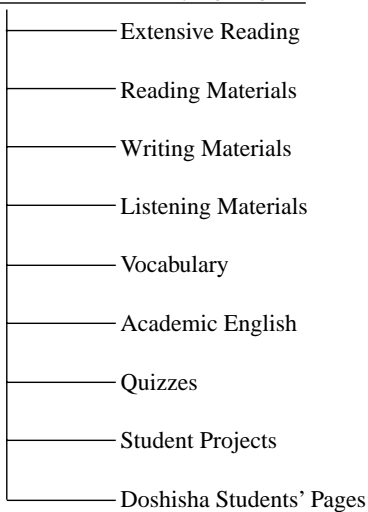 Extensive Reading
Reading Materials
Writing Materials
Listening Materials
Vocabulary
Academic English
Quizzes
Student Projects
Doshisha Students’ Pages